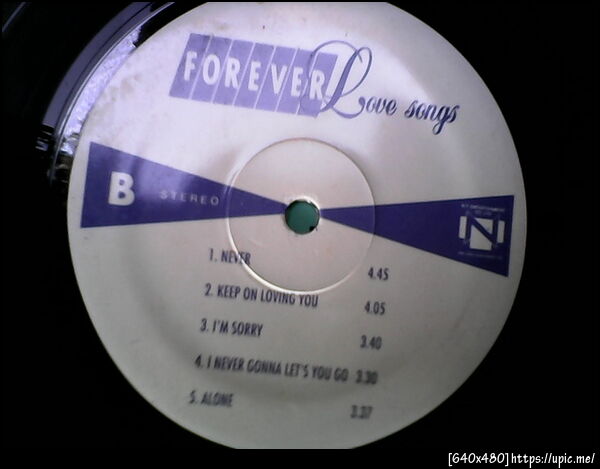 FOREVER
Love songs
B STEREO
N
1. NEVER 4.45
2. KEEP ON LOVING YOU 4.05
3. I'M SORRY 3.40
4. I NEVER GONNA LET'S YOU GO 3.30
5. ALONE 3.37
[640x480]https://upic.me/